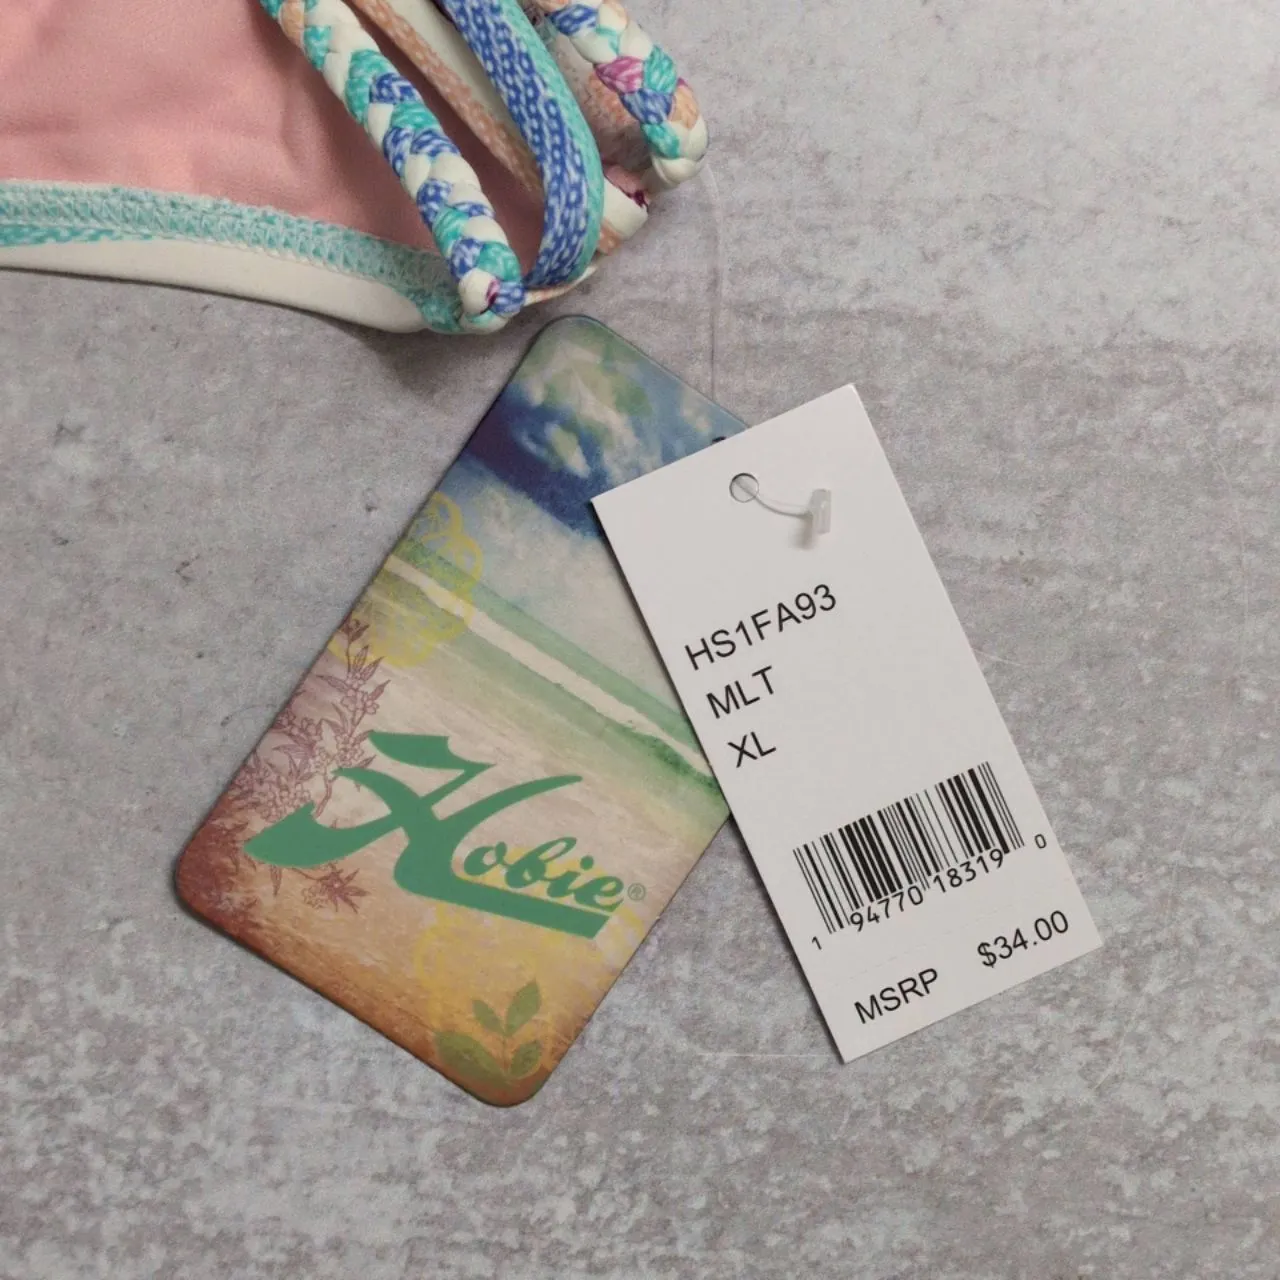 Hobie®
HS1FA93
MLT
XL
1 94770 18319 0
MSRP $34.00